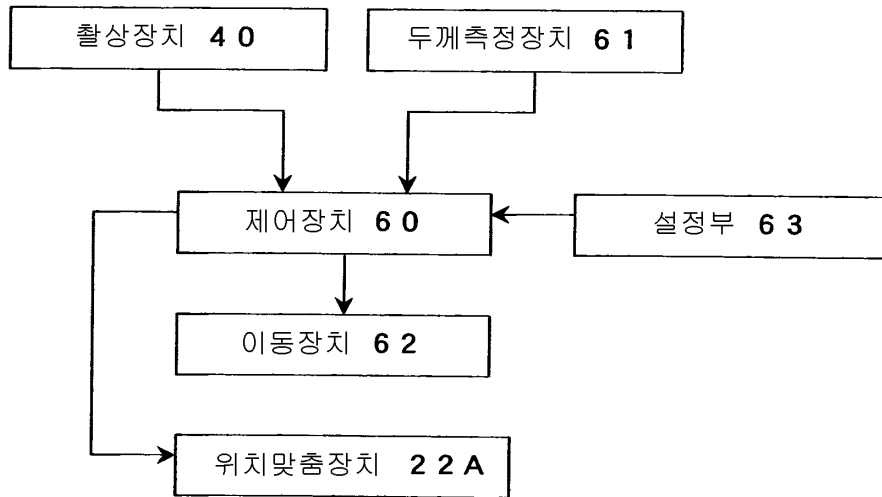 촬상장치 40
두께측정장치 61
제어장치 60
설정부 63
이동장치 62
위치맞춤장치 22A